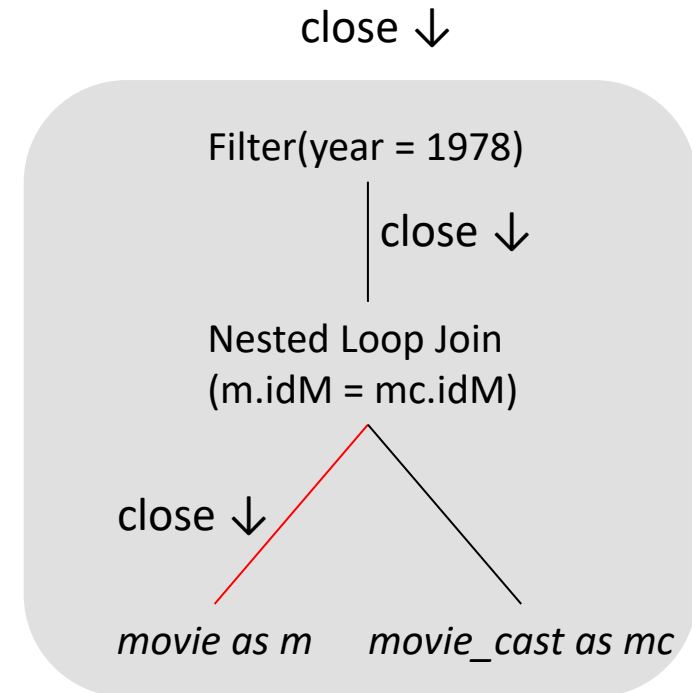 close ↓
Filter(year = 1978)
close ↓
Nested Loop Join
(m.idM = mc.idM)
close ↓
movie as m
movie_cast as mc